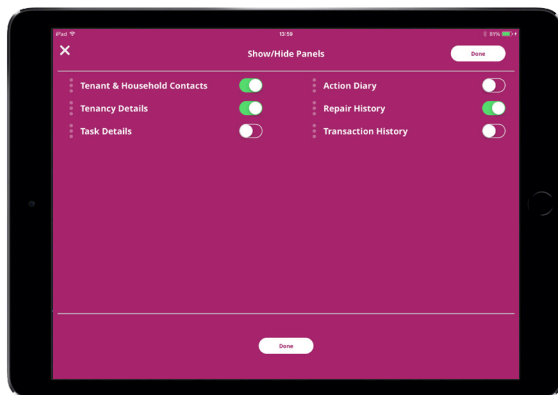 iPad 13:59 81%
Show/Hide Panels Done
Tenant & Household Contacts Action Diary
Tenancy Details Repair History
Task Details Transaction History
Done